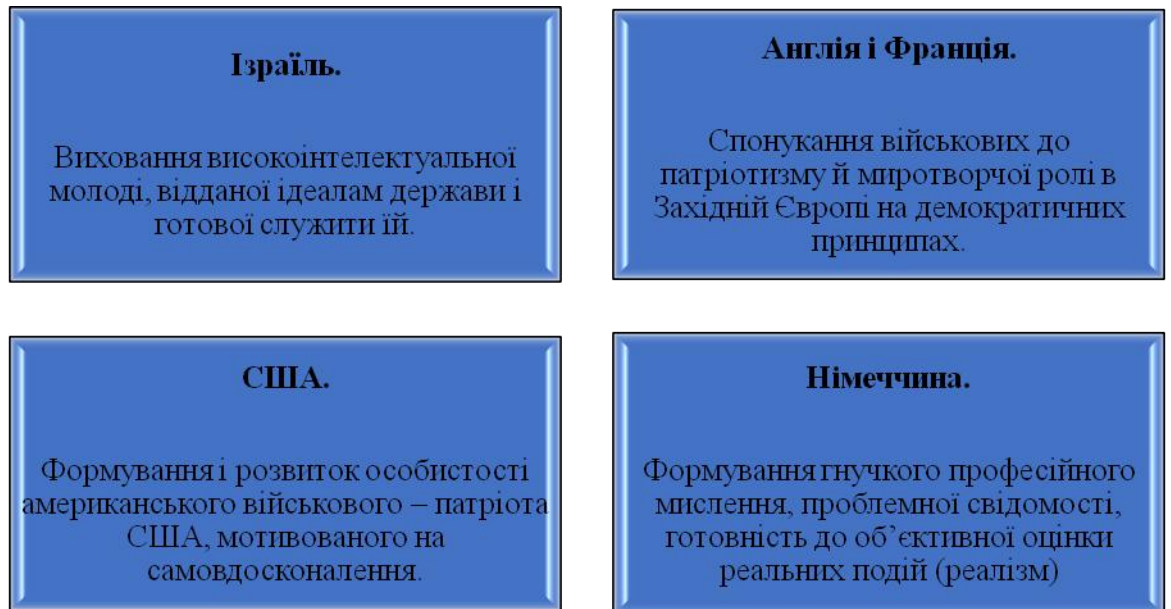 Ізраїль.
Виховання високоінтелектуальної
молоді, відданої ідеалам держави і
готової служити їй.
Англія і Франція.
Спонукання військових до
патріотизму й миротворчої ролі в
Західній Європі на демократичних
принципах.
США.
Формування і розвиток особистості
американського військового – патріота
США, мотивованого на
самовдосконалення.
Німеччина.
Формування гнучкого професійного
мислення, проблемної свідомості,
готовність до об’єктивної оцінки
реальних подій (реалізм)